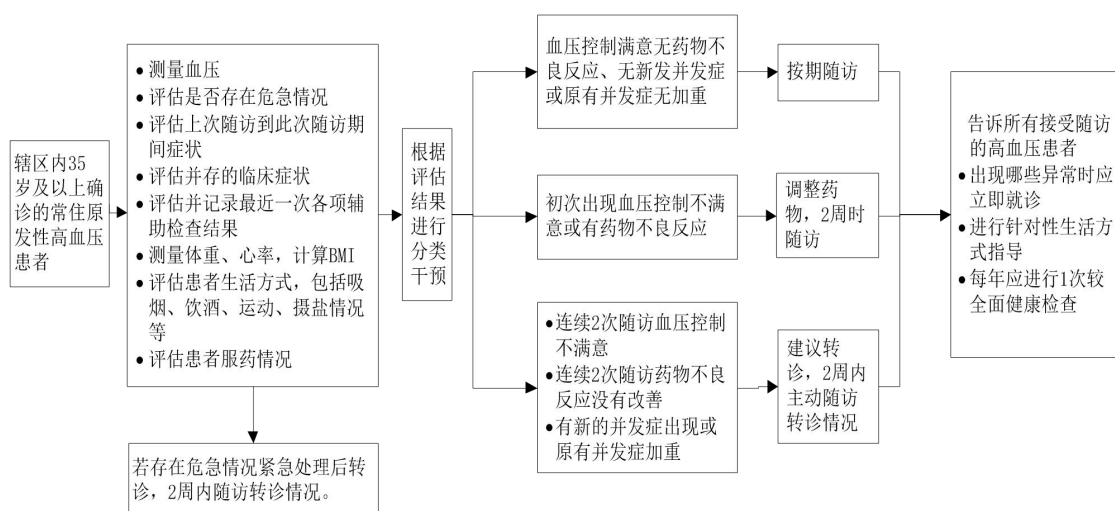 辖区内35
岁及以上确
诊的常住原
发性高血压
患者
●测量血压
●评估是否存在危急情况
●评估上次随访到此次随访期
间症状
●评估并存的临床症状
●评估并记录最近一次各项辅
助检查结果
●测量体重、心率，计算BMI
●评估患者生活方式，包括吸
烟、饮酒、运动、摄盐情况
等
●评估患者服药情况
若存在危急情况紧急处理后转
诊，2周内随访转诊情况。
根据
评估
结果
进行
分类
干预
血压控制满意无药物不
良反应、无新发并发症
或原有并发症无加重
按期随访
初次出现血压控制不满
意或有药物不良反应
调整药
物，2周时
随访
●连续2次随访血压控制
不满意
●连续2次随访药物不良
反应没有改善
●有新的并发症出现或
原有并发症加重
建议转
诊，2周内
主动随访
转诊情况
告诉所有接受随访
的高血压患者
●出现哪些异常时应
立即就诊
●进行针对性生活方
式指导
●每年应进行1次较
全面健康检查